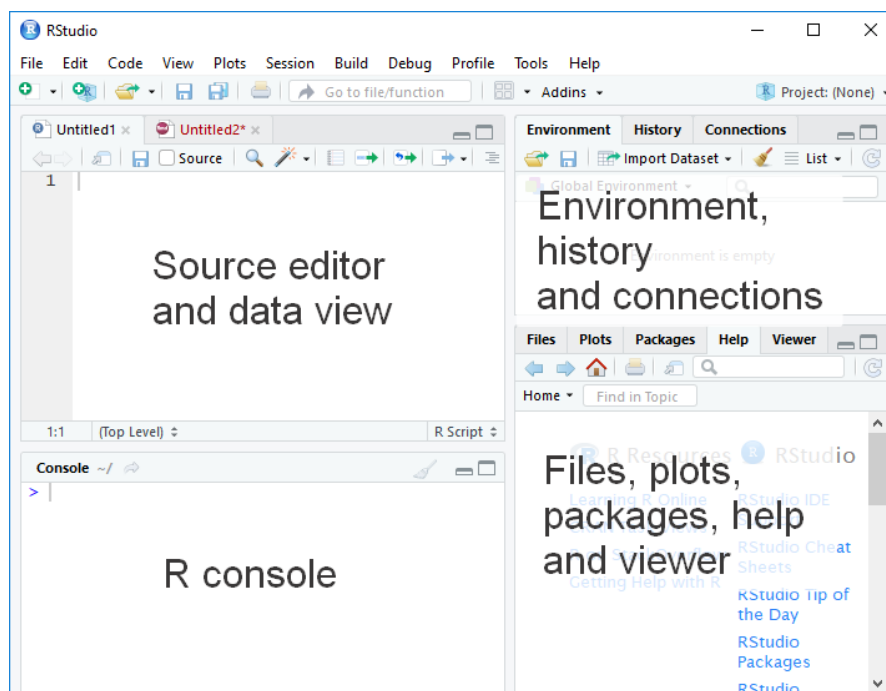 RStudio
File Edit Code View Plots Session Build Debug Profile Tools Help
Go to file/function Addins Project: (None)
Untitled1 Untitled2*
Source
1
Source editor
and data view
1:1 (Top Level) R Script
Console ~/
>
R console
Environment History Connections
Import Dataset List
Global Environment
Environment is empty
Environment,
history
and connections
Files Plots Packages Help Viewer
Home Find in Topic
R Resources RStudio
Learning R Online
RStudio IDE
Files, plots,
packages, help
and viewer
RStudio Cheat
Sheets
Getting Help with R
RStudio Tip of
the Day
RStudio
Packages
RStudio